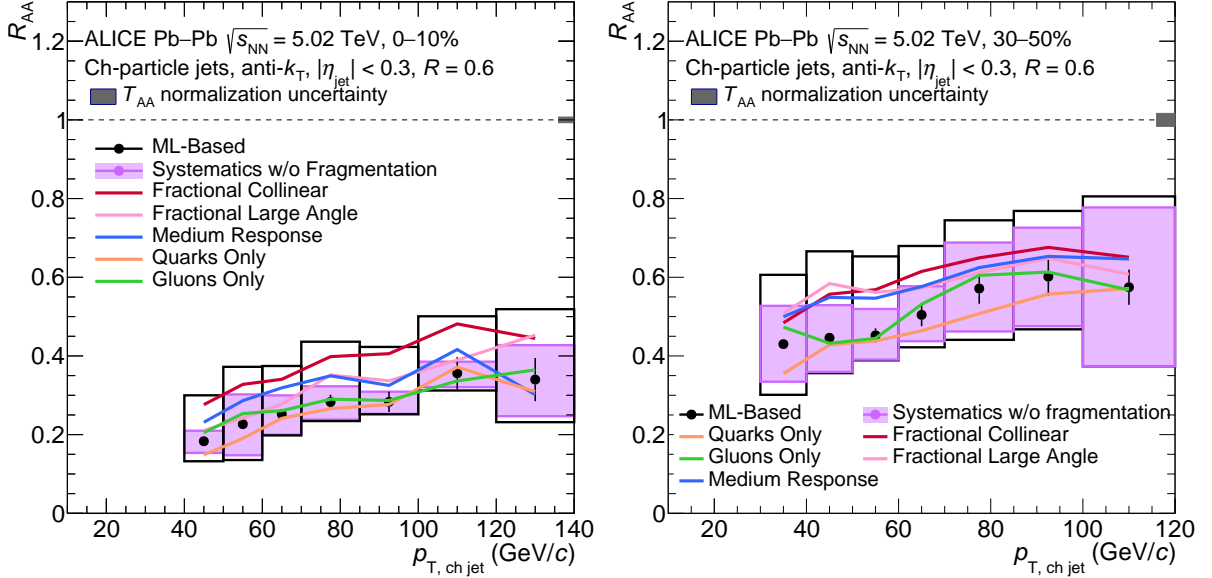 R_AA
ALICE Pb–Pb √s_NN = 5.02 TeV, 0–10%
Ch-particle jets, anti-k_T, |η_jet| < 0.3, R = 0.6
T_AA normalization uncertainty
ML-Based
Systematics w/o Fragmentation
Fractional Collinear
Fractional Large Angle
Medium Response
Quarks Only
Gluons Only
1.2
1
0.8
0.6
0.4
0.2
0
20 40 60 80 100 120 140
p_T, ch jet (GeV/c)
R_AA
ALICE Pb–Pb √s_NN = 5.02 TeV, 30–50%
Ch-particle jets, anti-k_T, |η_jet| < 0.3, R = 0.6
T_AA normalization uncertainty
1.2
1
0.8
0.6
0.4
0.2
0
ML-Based
Quarks Only
Gluons Only
Medium Response
Systematics w/o fragmentation
Fractional Collinear
Fractional Large Angle
20 40 60 80 100 120
p_T, ch jet (GeV/c)